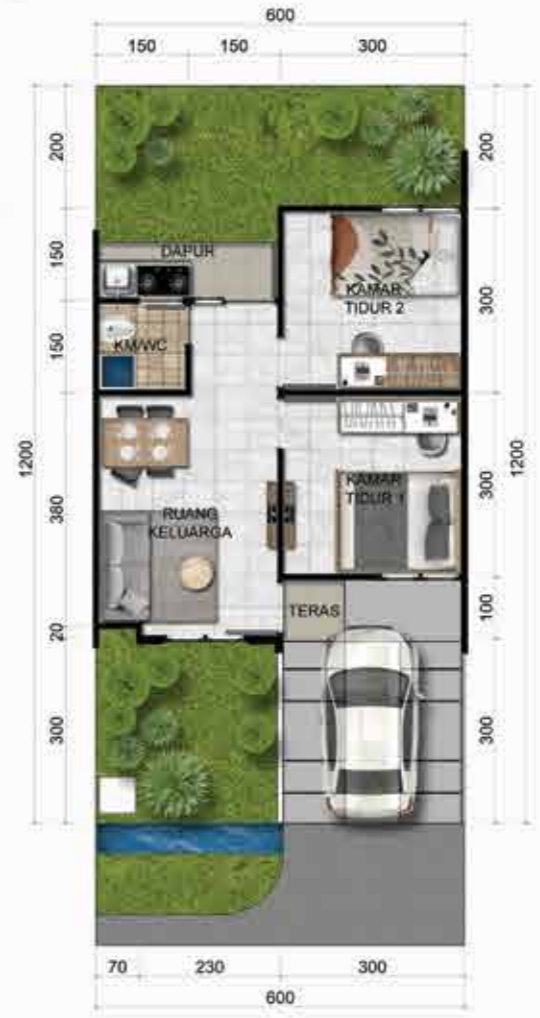 600
150 150 300
200
150
150
380
20
300
1200
200
300
300
100
300
1200
DAPUR
KM/WC
KAMAR
TIDUR 2
KAMAR
TIDUR 1
RUANG
KELUARGA
TERAS
70 230 300
600